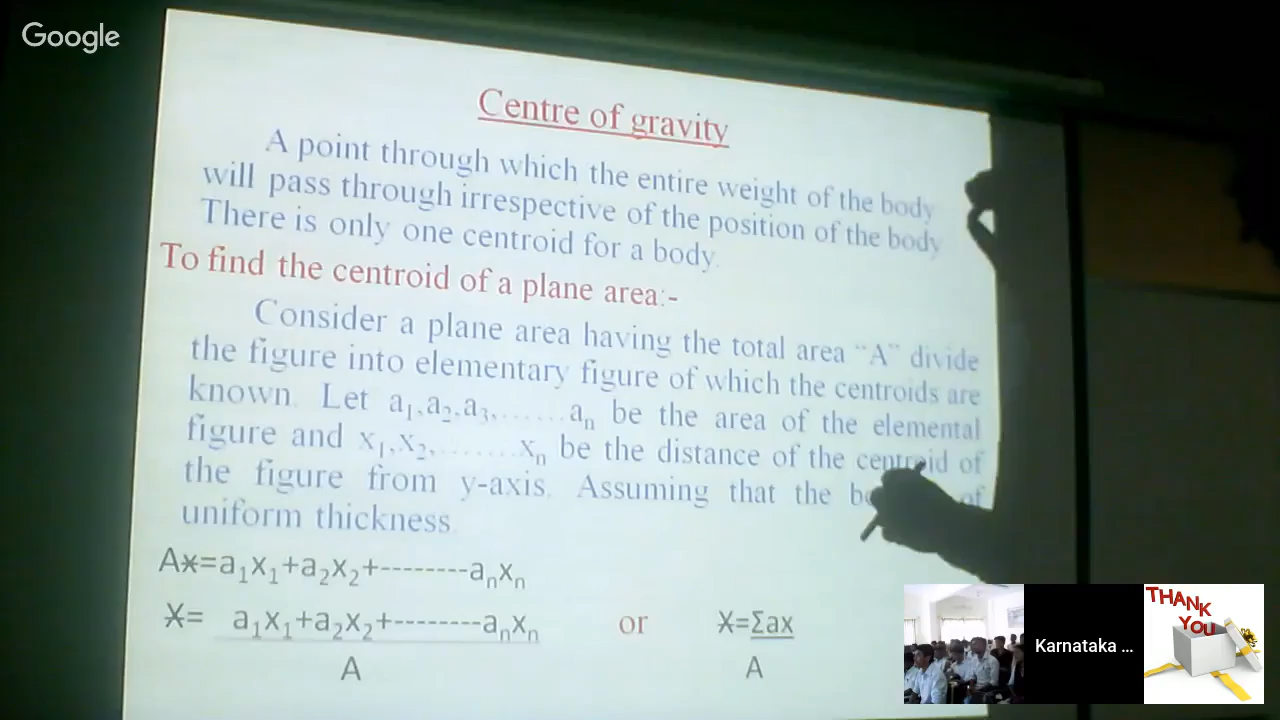 Google
Centre of gravity
A point through which the entire weight of the body
will pass through irrespective of the position of the body
There is only one centroid for a body.
To find the centroid of a plane area:-
Consider a plane area having the total area "A" divide
the figure into elementary figure of which the centroids are
known. Let a₁,a₂,a₃,.......aₙ be the area of the elemental
figure and x₁,x₂,........xₙ be the distance of the centroid of
the figure from y-axis. Assuming that the of
uniform thickness.
Aӿ=a₁x₁+a₂x₂+--------aₙxₙ
Ӿ= a₁x₁+a₂x₂+--------aₙxₙ or Ӿ=Σax
A A
Karnataka ...
THANK
YOU